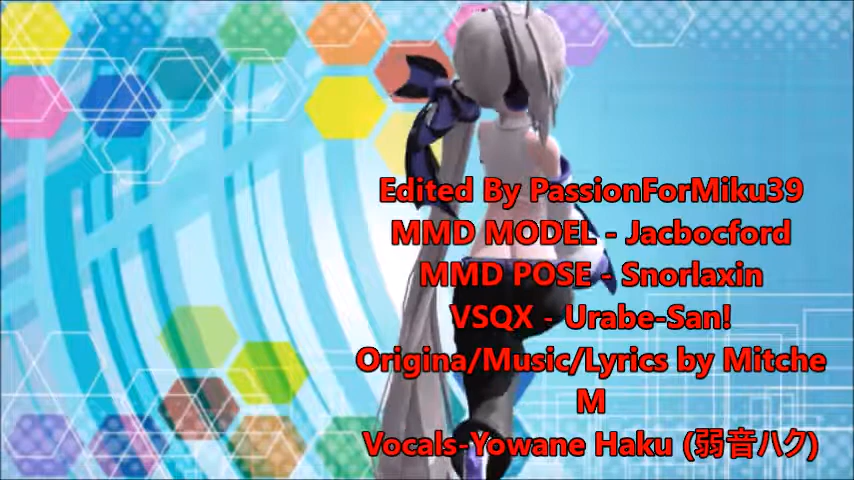 Edited By PassionForMiku39
MMD MODEL - Jacbocford
MMD POSE - Snorlaxin
VSQX - Urabe-San!
Origina/Music/Lyrics by Mitche
M
Vocals-Yowane Haku (弱音ハク)